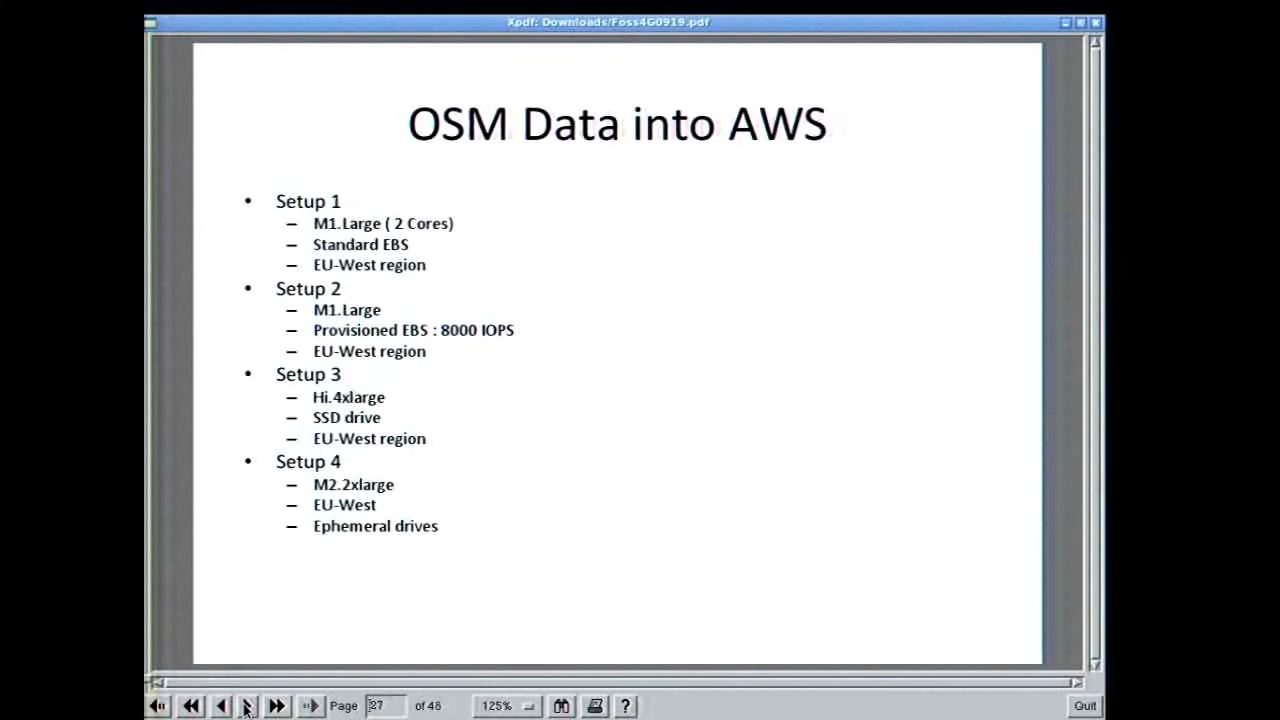 Xpdf: Downloads/Foss4G0919.pdf
OSM Data into AWS
• Setup 1
– M1.Large ( 2 Cores)
– Standard EBS
– EU-West region
• Setup 2
– M1.Large
– Provisioned EBS : 8000 IOPS
– EU-West region
• Setup 3
– Hi.4xlarge
– SSD drive
– EU-West region
• Setup 4
– M2.2xlarge
– EU-West
– Ephemeral drives
Page 27 of 48 125% ? Quit